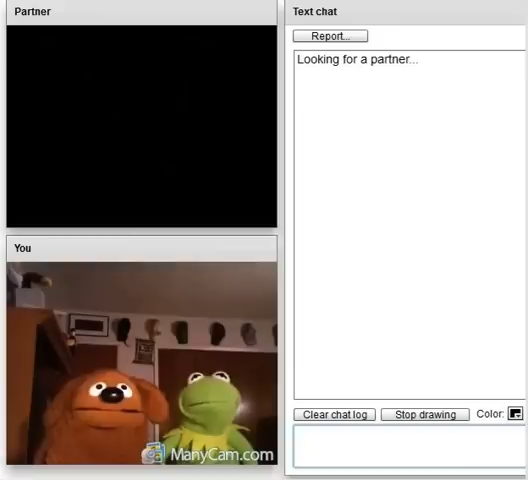 Partner
Text chat
Report...
Looking for a partner...
You
ManyCam.com
Clear chat log
Stop drawing
Color: